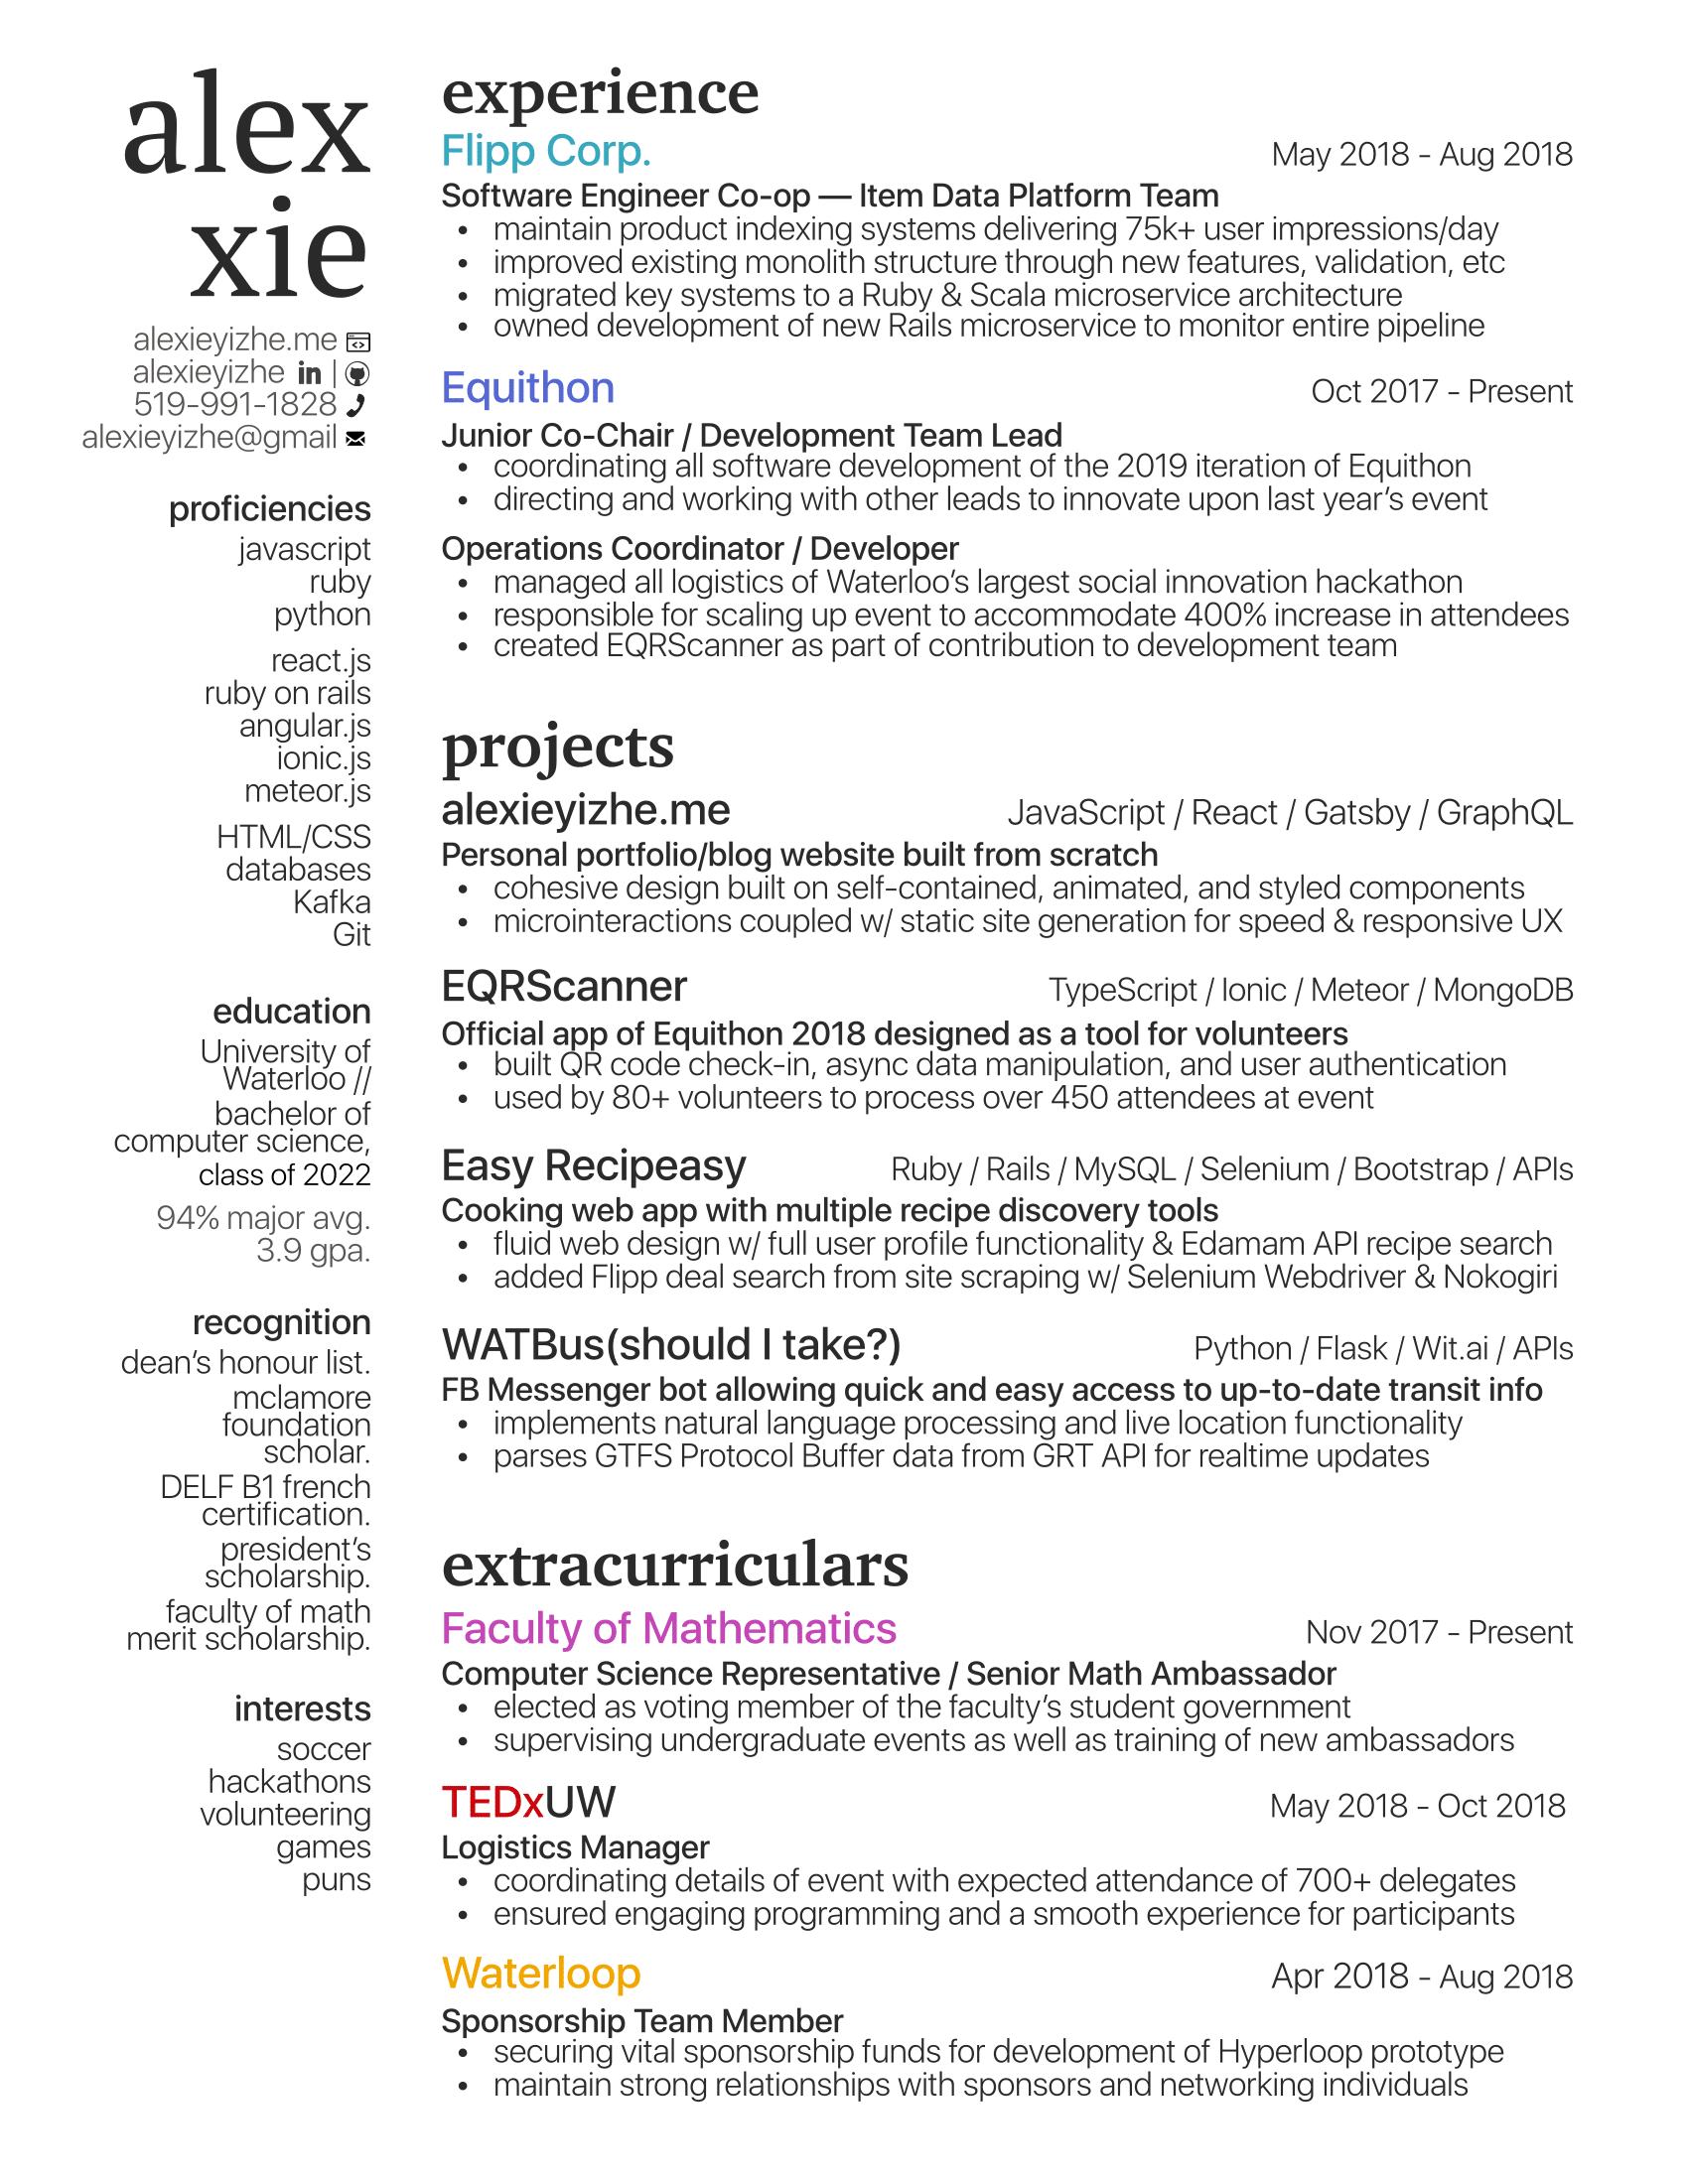 alex
xie
alexieyizhe.me
alexieyizhe in |
519-991-1828
alexieyizhe@gmail
proficiencies
javascript
ruby
python
react.js
ruby on rails
angular.js
ionic.js
meteor.js
HTML/CSS
databases
Kafka
Git
education
University of
Waterloo //
bachelor of
computer science,
class of 2022
94% major avg.
3.9 gpa.
recognition
dean's honour list.
mclamore
foundation
scholar.
DELF B1 french
certification.
president's
scholarship.
faculty of math
merit scholarship.
interests
soccer
hackathons
volunteering
games
puns
experience
Flipp Corp. May 2018 - Aug 2018
Software Engineer Co-op — Item Data Platform Team
• maintain product indexing systems delivering 75k+ user impressions/day
• improved existing monolith structure through new features, validation, etc
• migrated key systems to a Ruby & Scala microservice architecture
• owned development of new Rails microservice to monitor entire pipeline
Equithon Oct 2017 - Present
Junior Co-Chair / Development Team Lead
• coordinating all software development of the 2019 iteration of Equithon
• directing and working with other leads to innovate upon last year's event
Operations Coordinator / Developer
• managed all logistics of Waterloo's largest social innovation hackathon
• responsible for scaling up event to accommodate 400% increase in attendees
• created EQRScanner as part of contribution to development team
projects
alexieyizhe.me JavaScript / React / Gatsby / GraphQL
Personal portfolio/blog website built from scratch
• cohesive design built on self-contained, animated, and styled components
• microinteractions coupled w/ static site generation for speed & responsive UX
EQRScanner TypeScript / Ionic / Meteor / MongoDB
Official app of Equithon 2018 designed as a tool for volunteers
• built QR code check-in, async data manipulation, and user authentication
• used by 80+ volunteers to process over 450 attendees at event
Easy Recipeasy Ruby / Rails / MySQL / Selenium / Bootstrap / APIs
Cooking web app with multiple recipe discovery tools
• fluid web design w/ full user profile functionality & Edamam API recipe search
• added Flipp deal search from site scraping w/ Selenium Webdriver & Nokogiri
WATBus(should I take?) Python / Flask / Wit.ai / APIs
FB Messenger bot allowing quick and easy access to up-to-date transit info
• implements natural language processing and live location functionality
• parses GTFS Protocol Buffer data from GRT API for realtime updates
extracurriculars
Faculty of Mathematics Nov 2017 - Present
Computer Science Representative / Senior Math Ambassador
• elected as voting member of the faculty's student government
• supervising undergraduate events as well as training of new ambassadors
TEDxUW May 2018 - Oct 2018
Logistics Manager
• coordinating details of event with expected attendance of 700+ delegates
• ensured engaging programming and a smooth experience for participants
Waterloop Apr 2018 - Aug 2018
Sponsorship Team Member
• securing vital sponsorship funds for development of Hyperloop prototype
• maintain strong relationships with sponsors and networking individuals